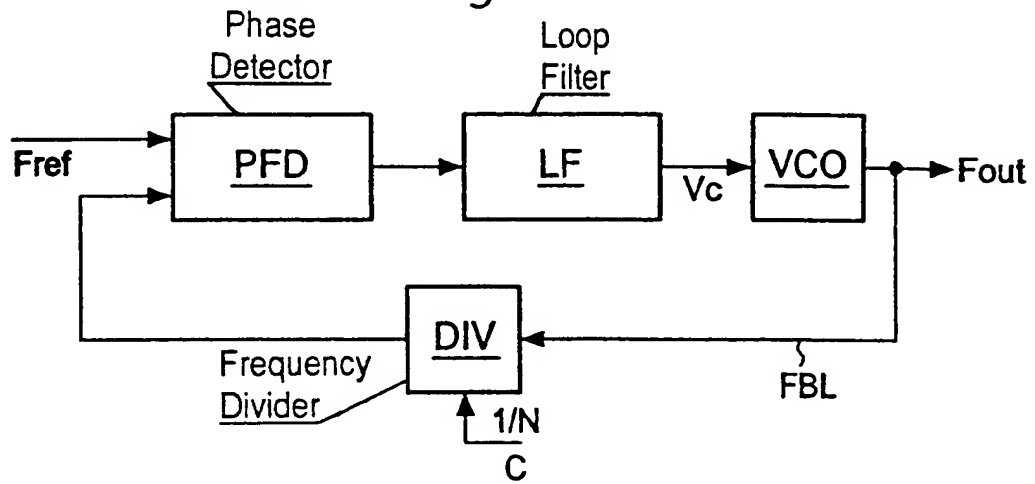 Phase
Detector
Loop
Filter
Fref
PFD
LF
Vc
VCO
Fout
DIV
Frequency
Divider
1/N
C
FBL